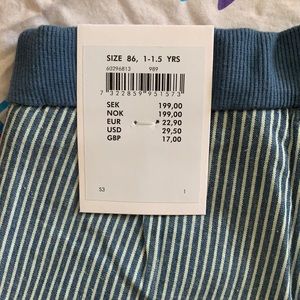 SIZE 86, 1-1.5 YRS
60296813 989
7 322859 951573
SEK 199,00
NOK 199,00
EUR 22,90
USD 29,50
GBP 17,00
53 1